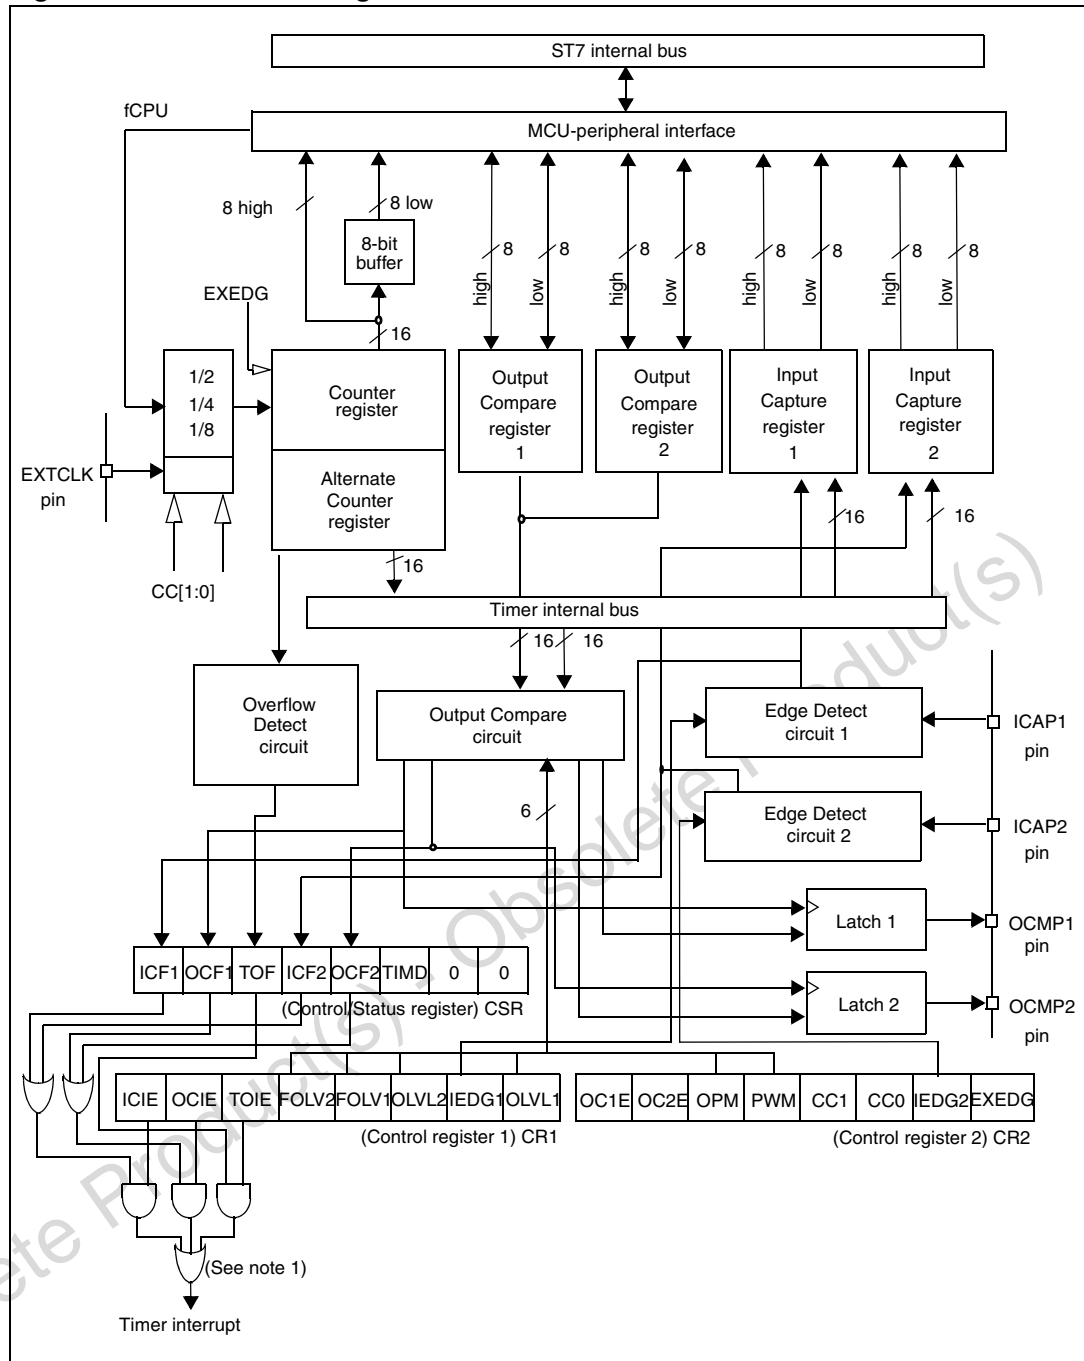 ST7 internal bus
fCPU
MCU-peripheral interface
8 high
8 low
8-bit
buffer
8
8
8
8
8
8
8
8
high
low
high
low
high
low
high
low
EXEDG
16
1/2
1/4
1/8
Counter
register
Output
Compare
register
1
Output
Compare
register
2
Input
Capture
register
1
Input
Capture
register
2
EXTCLK
pin
Alternate
Counter
register
16
16
16
CC[1:0]
Timer internal bus
16
16
Overflow
Detect
circuit
Output Compare
circuit
Edge Detect
circuit 1
ICAP1
pin
6
Edge Detect
circuit 2
ICAP2
pin
Latch 1
OCMP1
pin
ICF1 OCF1 TOF ICF2 OCF2 TIMD 0 0
(Control/Status register) CSR
Latch 2
OCMP2
pin
ICIE OCIE TOIE FOLV2 FOLV1 OLVL2 IEDG1 OLVL1
(Control register 1) CR1
OC1E OC2E OPM PWM CC1 CC0 IEDG2 EXEDG
(Control register 2) CR2
(See note 1)
Timer interrupt
ete Product(s) - Obsolete Product(s)